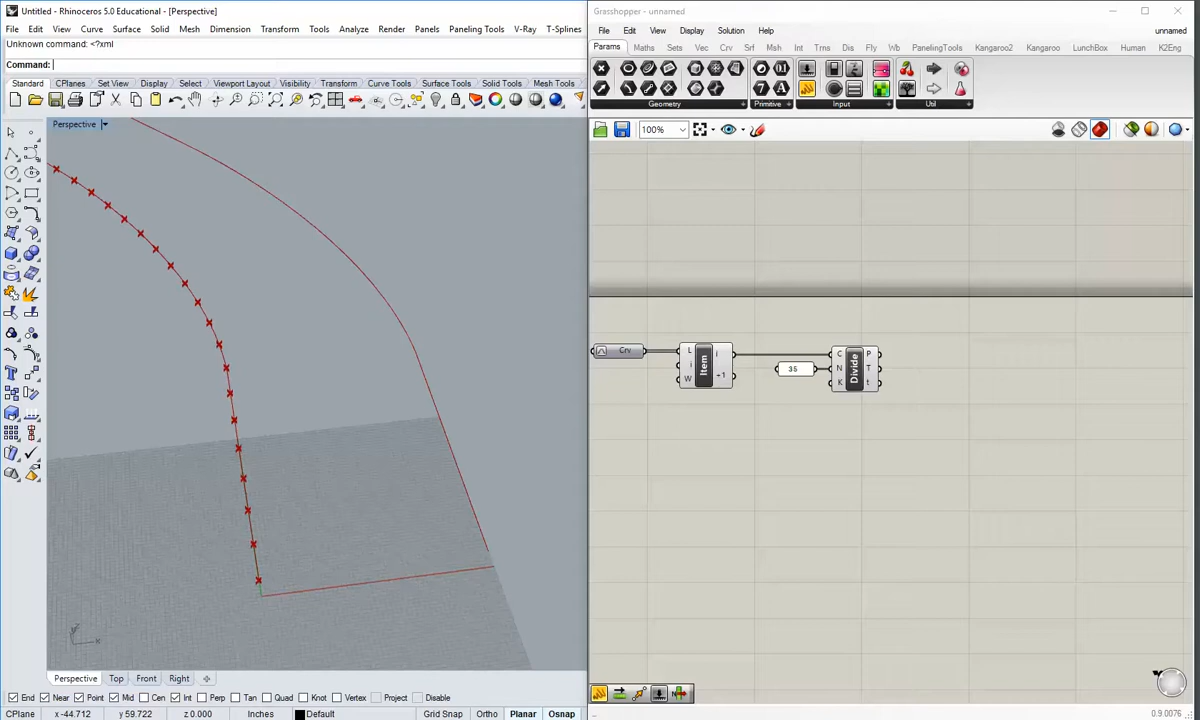 Untitled - Rhinoceros 5.0 Educational - [Perspective]
File Edit View Curve Surface Solid Mesh Dimension Transform Tools Analyze Render Panels V-Ray T-Splines Paneling Tools
Unknown command: <?xml
Command:
Standard CPlanes Set View Display Select Viewport Layout Visibility Transform Curve Tools Surface Tools Solid Tools Mesh Tools
Perspective
Perspective Top Front Right
End Near Point Mid Cen Int Perp Tan Quad Knot Vertex Project Disable
x -44.712 y 59.722 z 0.000 Inches Default Grid Snap Ortho Planar Osnap
Grasshopper - unnamed
File Edit View Display Solution Help unnamed
Params Maths Sets Vec Crv Srf Msh Int Trns Dis Fly Wb PanelingTools Kangaroo2 Kangaroo LunchBox Human K2Eng
Geometry Primitive Input Util
100%
Crv
L i W Item i +1
35
C N K Divide P T t
0.9.0076